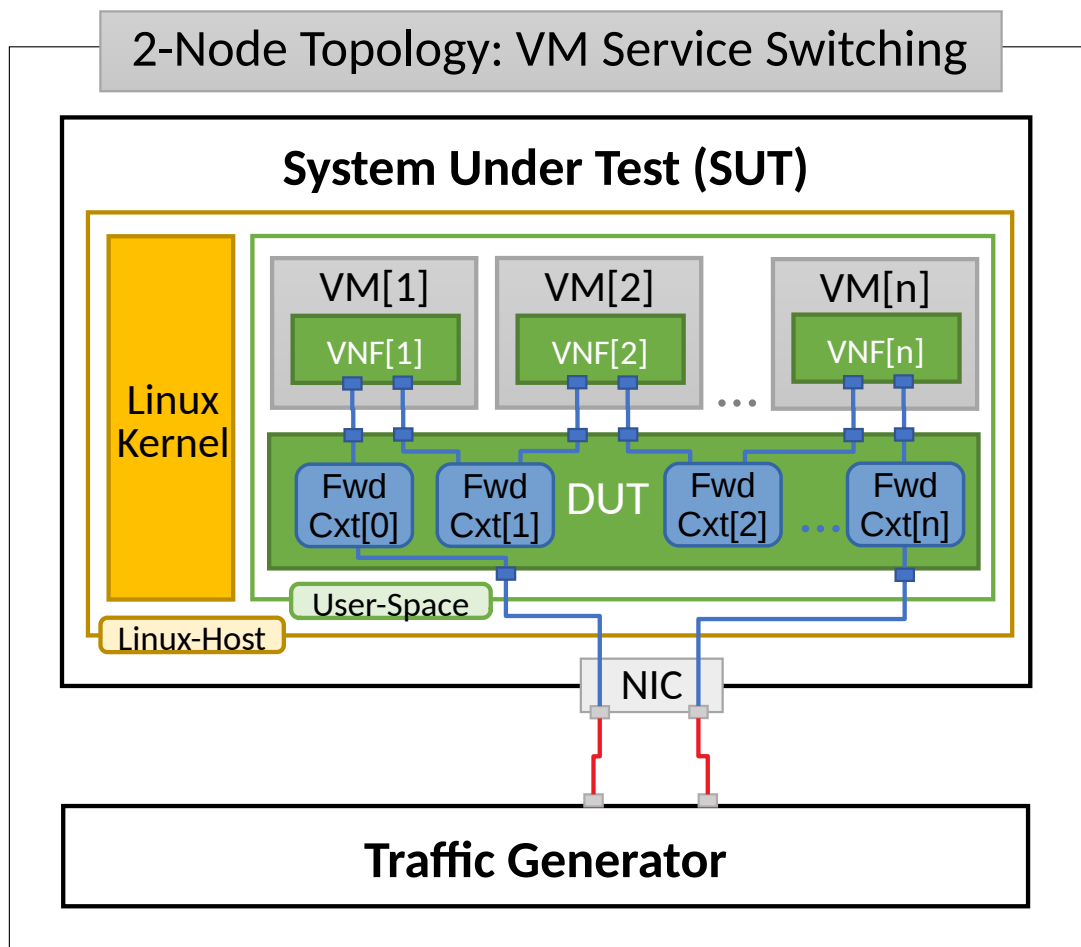 2-Node Topology: VM Service Switching
System Under Test (SUT)
Linux
Kernel
VM[1]
VNF[1]
VM[2]
VNF[2]
...
VM[n]
VNF[n]
Fwd
Cxt[0]
Fwd
Cxt[1]
DUT
Fwd
Cxt[2]
...
Fwd
Cxt[n]
User-Space
Linux-Host
NIC
Traffic Generator